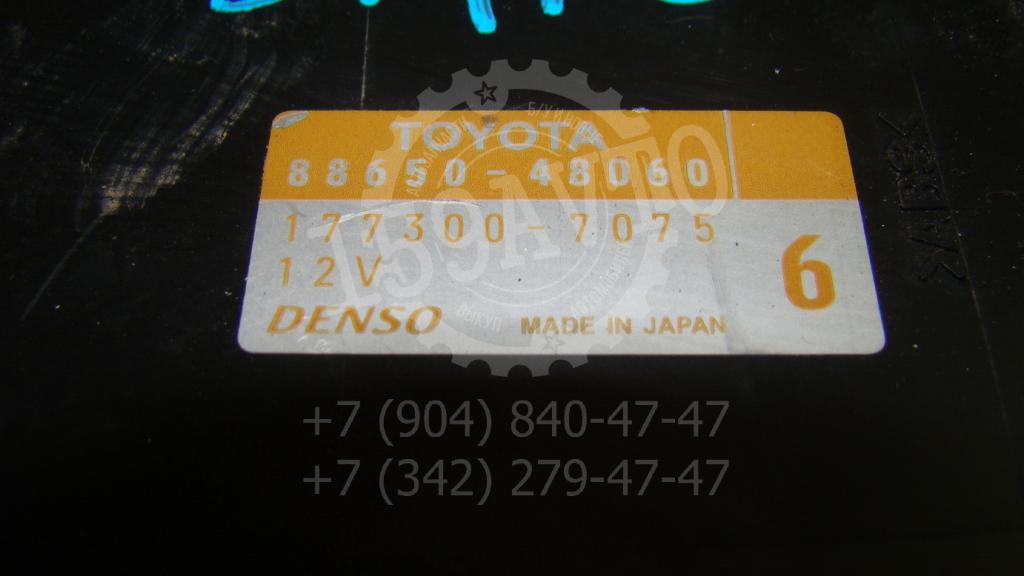 TOYOTA
88650-48060
177300-7075
12V
6
DENSO MADE IN JAPAN
159AVTO
+7 (904) 840-47-47
+7 (342) 279-47-47